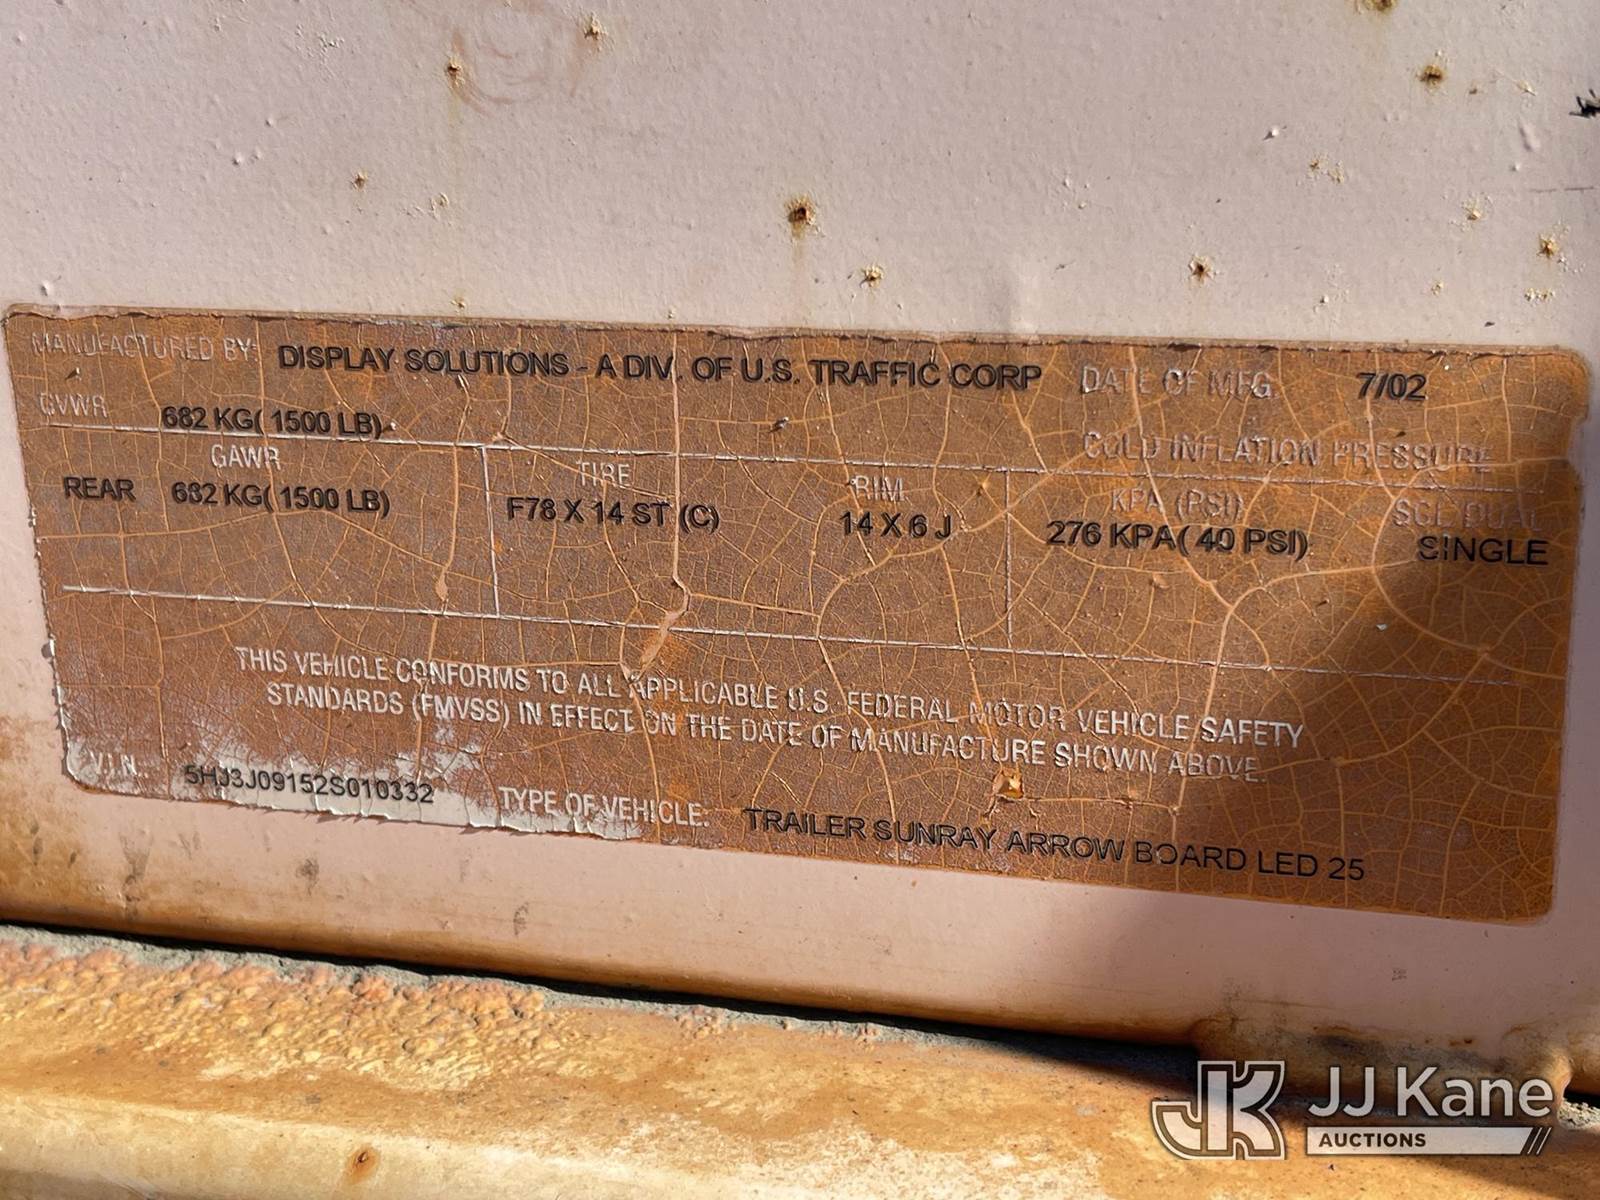 MANUFACTURED BY: DISPLAY SOLUTIONS - A DIV. OF U.S. TRAFFIC CORP DATE OF MFG. 7/02
GVWR 682 KG( 1500 LB)
COLD INFLATION PRESSURE
GAWR TIRE RIM KPA (PSI) SGL/DUAL
REAR 682 KG( 1500 LB) F78 X 14 ST (C) 14 X 6 J 276 KPA( 40 PSI) SINGLE
THIS VEHICLE CONFORMS TO ALL APPLICABLE U.S. FEDERAL MOTOR VEHICLE SAFETY
STANDARDS (FMVSS) IN EFFECT ON THE DATE OF MANUFACTURE SHOWN ABOVE.
V.I.N.: 5HJ3J09152S010332 TYPE OF VEHICLE: TRAILER SUNRAY ARROW BOARD LED 25
JK JJ Kane
AUCTIONS